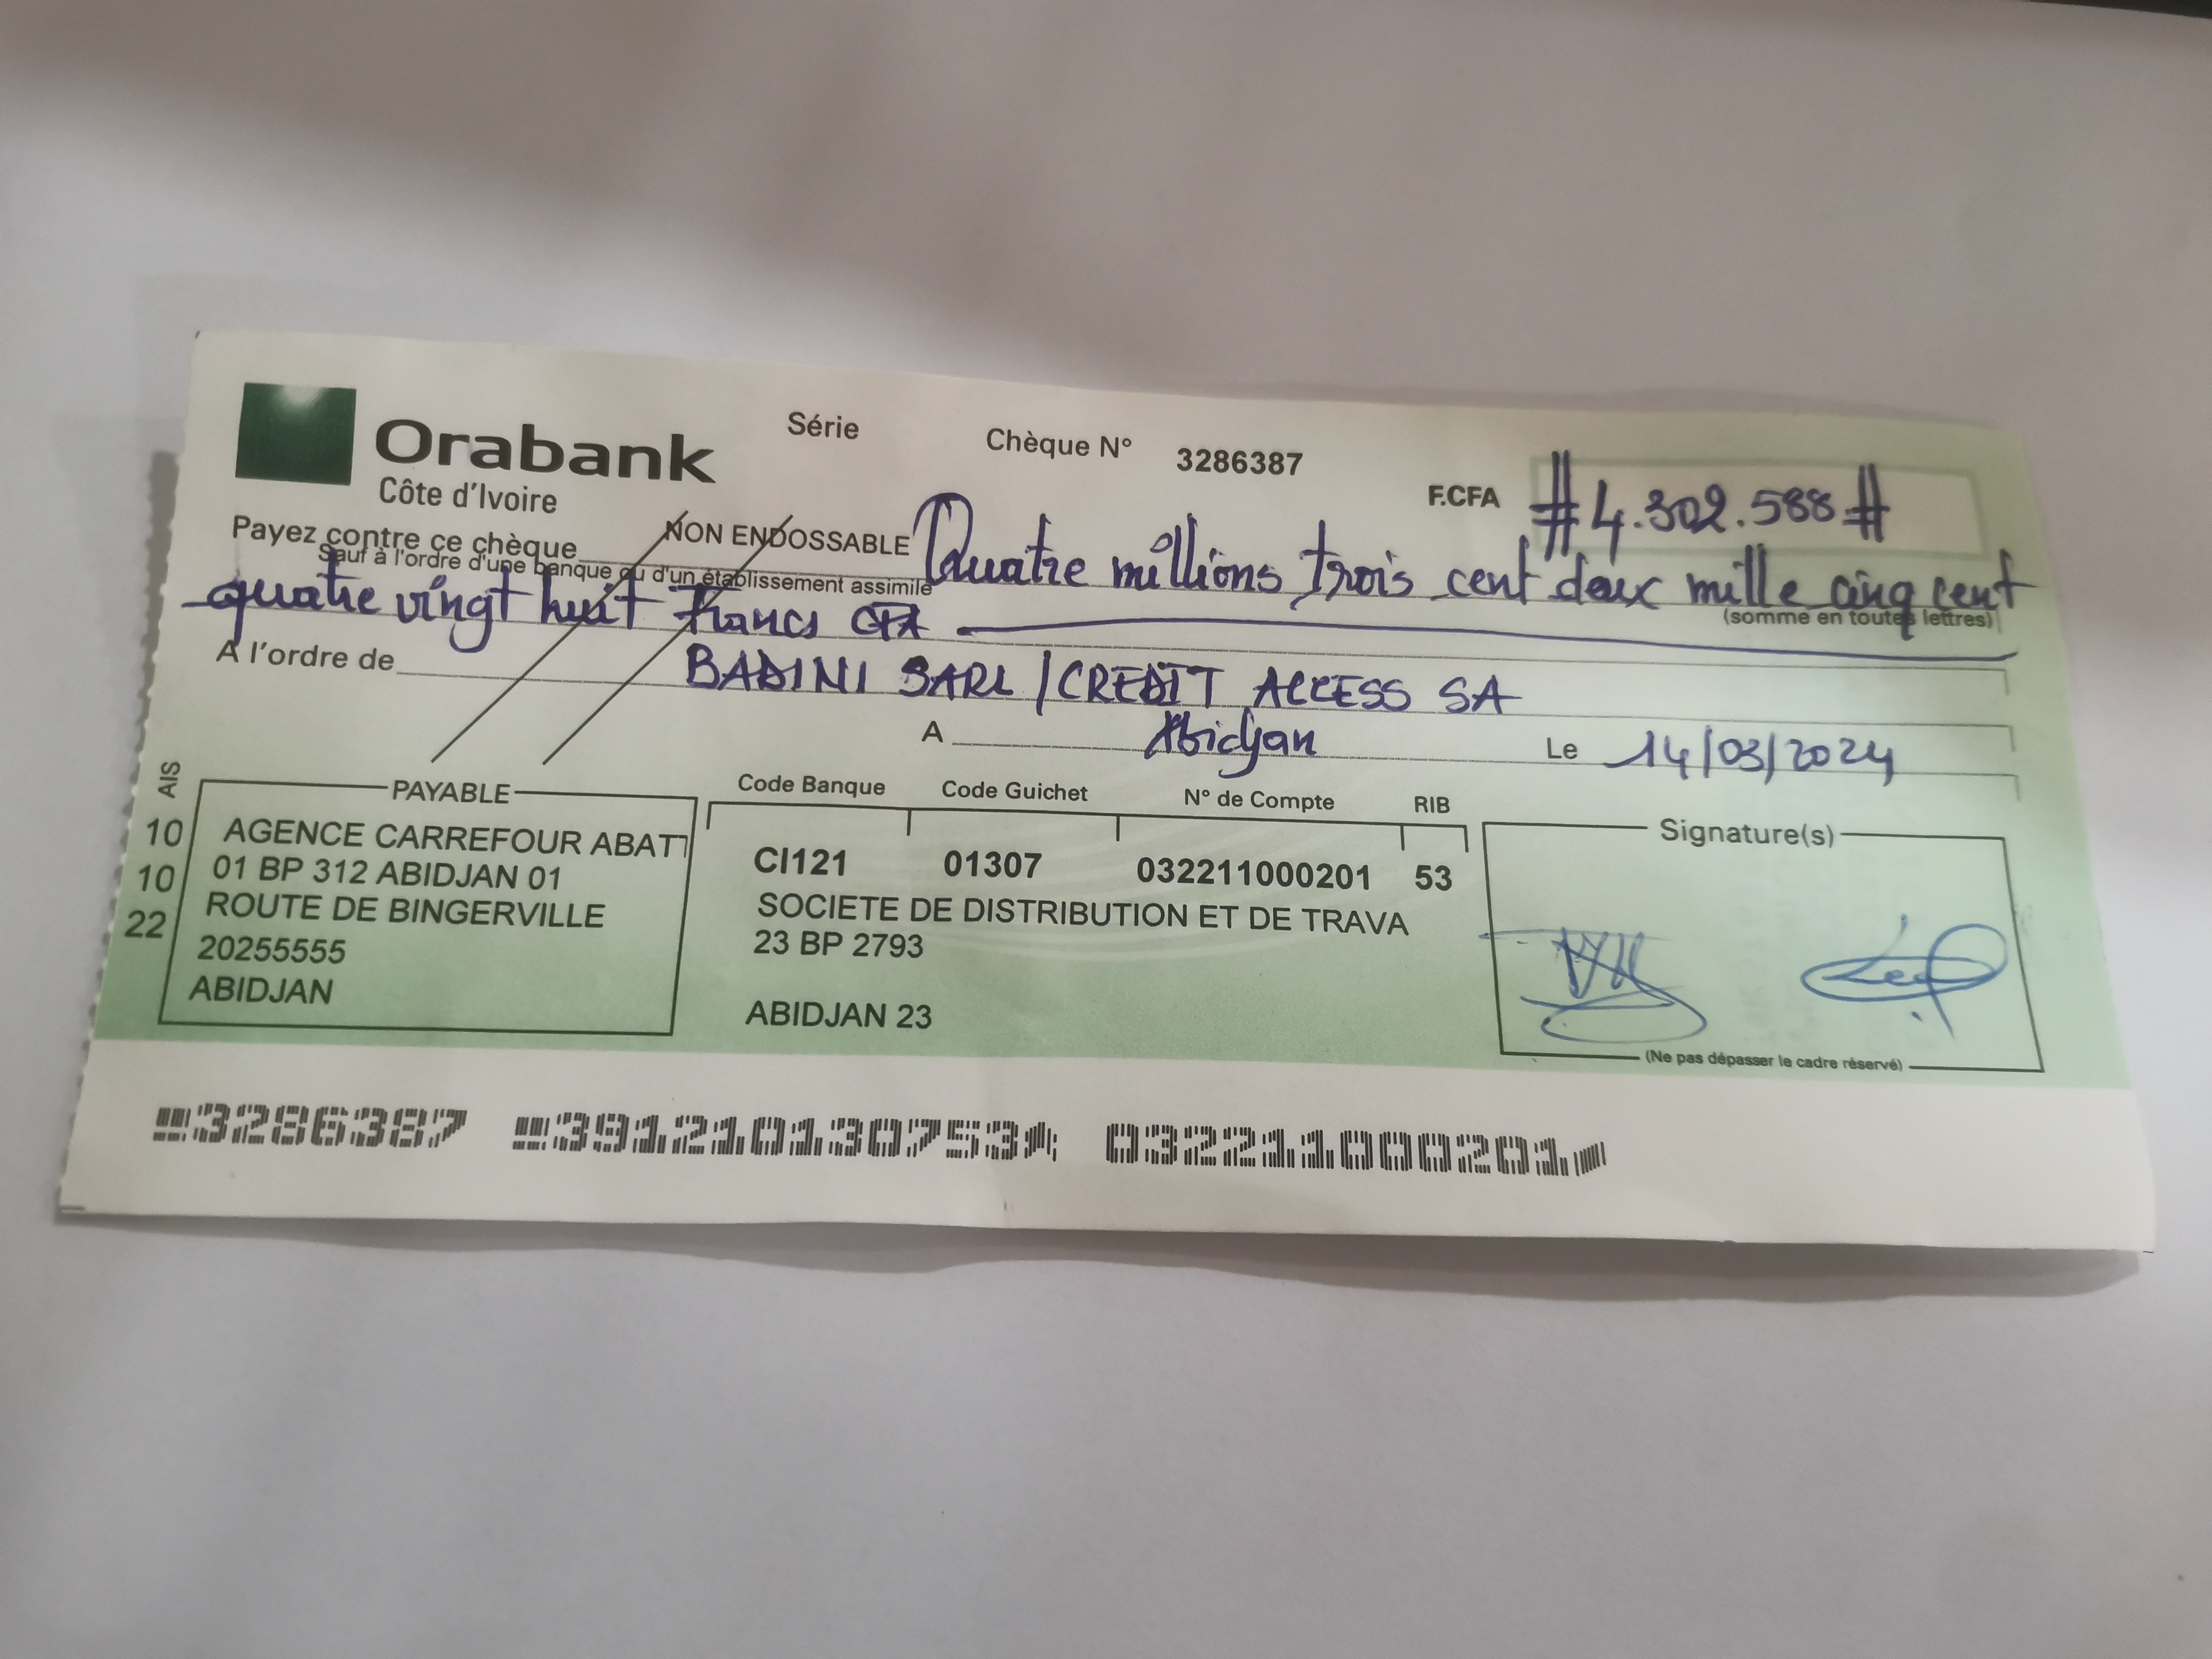 Orabank
Côte d'Ivoire
Série
Chèque N° 3286387
F.CFA #4.302.588#
Payez contre ce chèque NON ENDOSSABLE Quatre millions trois cent deux mille cinq cent
Sauf à l'ordre d'une banque ou d'un établissement assimile
(somme en toutes lettres)
quatre vingt huit Francs CFA
A l'ordre de BADINI SARL / CREDIT ACCESS SA
A Abidjan Le 14/03/2024
AIS
10
10
22
PAYABLE
AGENCE CARREFOUR ABATT
01 BP 312 ABIDJAN 01
ROUTE DE BINGERVILLE
20255555
ABIDJAN
Code Banque Code Guichet N° de Compte RIB
CI121 01307 032211000201 53
SOCIETE DE DISTRIBUTION ET DE TRAVA
23 BP 2793
ABIDJAN 23
Signature(s)
(Ne pas dépasser le cadre réservé)
3286387 391210130753 032211000201